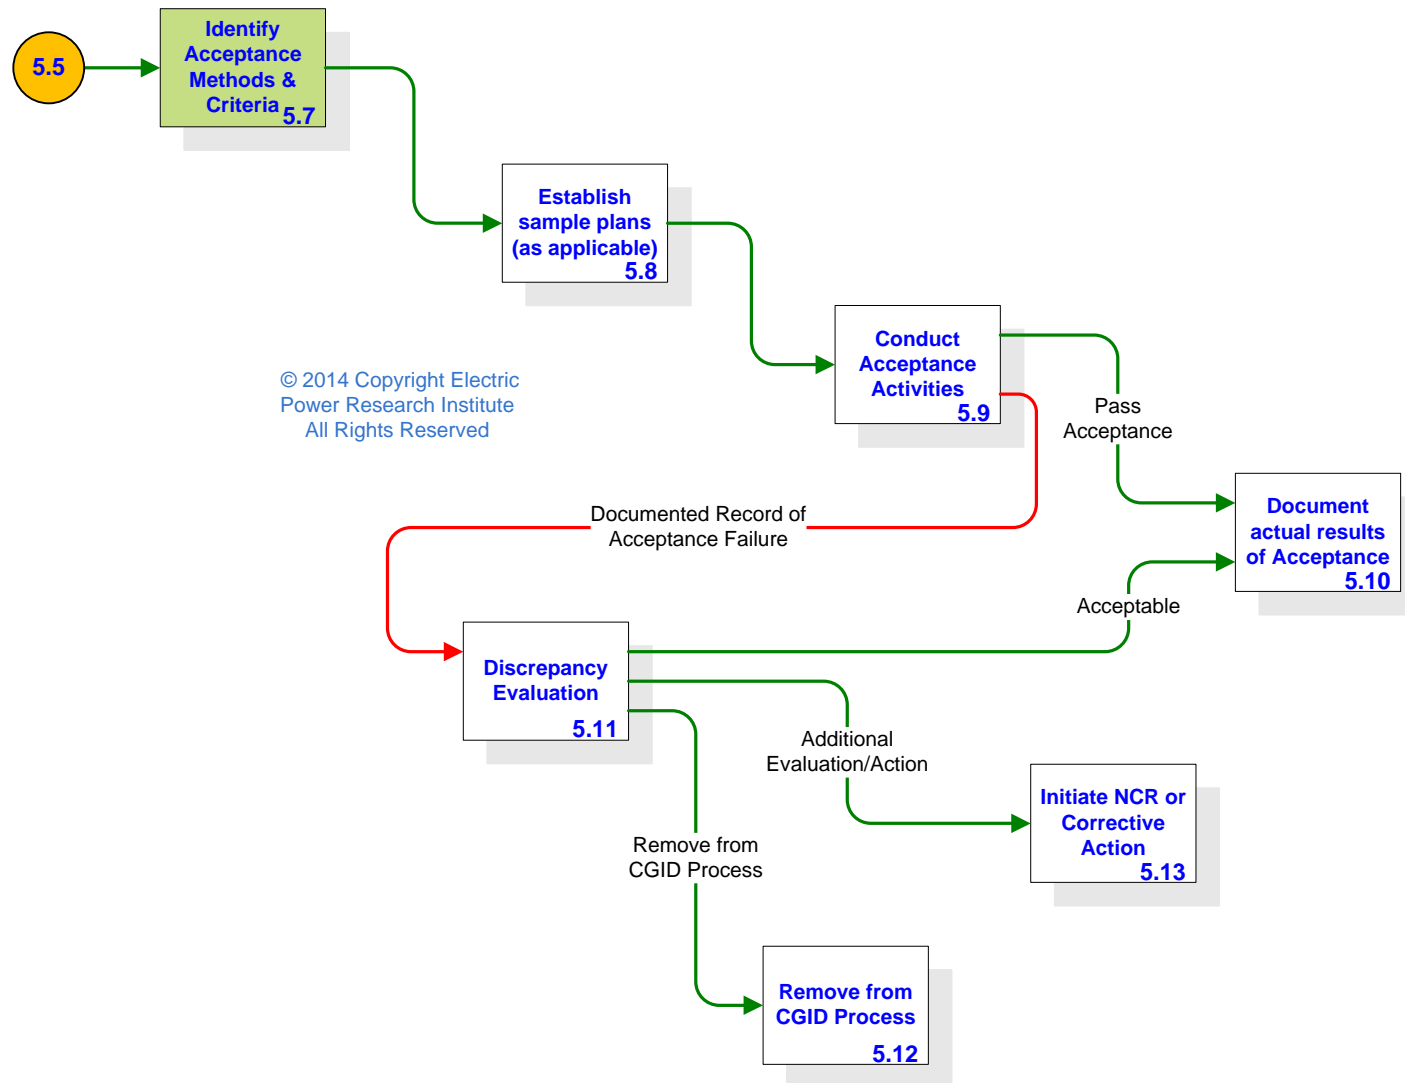 5.5
Identify
Acceptance
Methods &
Criteria
5.7
Establish
sample plans
(as applicable)
5.8
Conduct
Acceptance
Activities
5.9
© 2014 Copyright Electric
Power Research Institute
All Rights Reserved
Pass
Acceptance
Documented Record of
Acceptance Failure
Document
actual results
of Acceptance
5.10
Acceptable
Discrepancy
Evaluation
5.11
Additional
Evaluation/Action
Initiate NCR or
Corrective
Action
5.13
Remove from
CGID Process
Remove from
CGID Process
5.12